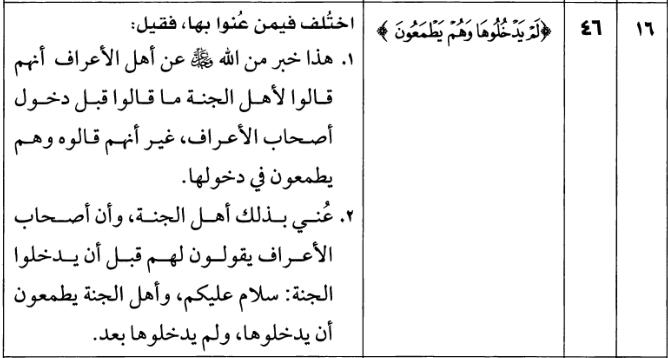 ١٦
٤٦
﴿لَمْ يَدْخُلُوهَا وَهُمْ يَطْمَعُونَ﴾
اختُلف فيمن عُنوا بها، فقيل:
١. هذا خبر من الله ﷻ عن أهل الأعراف أنهم
قالوا لأهل الجنة ما قالوا قبل دخول
أصحاب الأعراف، غير أنهم قالوه وهم
يطمعون في دخولها.
٢. عُني بذلك أهل الجنة، وأن أصحاب
الأعراف يقولون لهم قبل أن يدخلوا
الجنة: سلام عليكم، وأهل الجنة يطمعون
أن يدخلوها، ولم يدخلوها بعد.